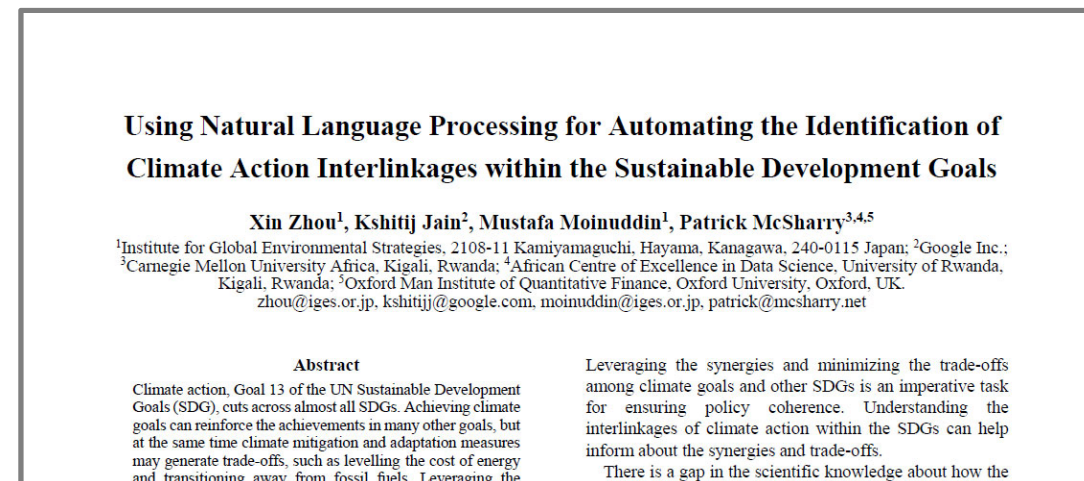 Using Natural Language Processing for Automating the Identification of
Climate Action Interlinkages within the Sustainable Development Goals
Xin Zhou1, Kshitij Jain2, Mustafa Moinuddin1, Patrick McSharry3,4,5
1Institute for Global Environmental Strategies, 2108-11 Kamiyamaguchi, Hayama, Kanagawa, 240-0115 Japan; 2Google Inc.;
3Carnegie Mellon University Africa, Kigali, Rwanda; 4African Centre of Excellence in Data Science, University of Rwanda,
Kigali, Rwanda; 5Oxford Man Institute of Quantitative Finance, Oxford University, Oxford, UK.
zhou@iges.or.jp, kshitijj@google.com, moinuddin@iges.or.jp, patrick@mcsharry.net
Abstract
Climate action, Goal 13 of the UN Sustainable Development
Goals (SDG), cuts across almost all SDGs. Achieving climate
goals can reinforce the achievements in many other goals, but
at the same time climate mitigation and adaptation measures
may generate trade-offs, such as levelling the cost of energy
and transitioning away from fossil fuels. Leveraging the
Leveraging the synergies and minimizing the trade-offs
among climate goals and other SDGs is an imperative task
for ensuring policy coherence. Understanding the
interlinkages of climate action within the SDGs can help
inform about the synergies and trade-offs.
There is a gap in the scientific knowledge about how the